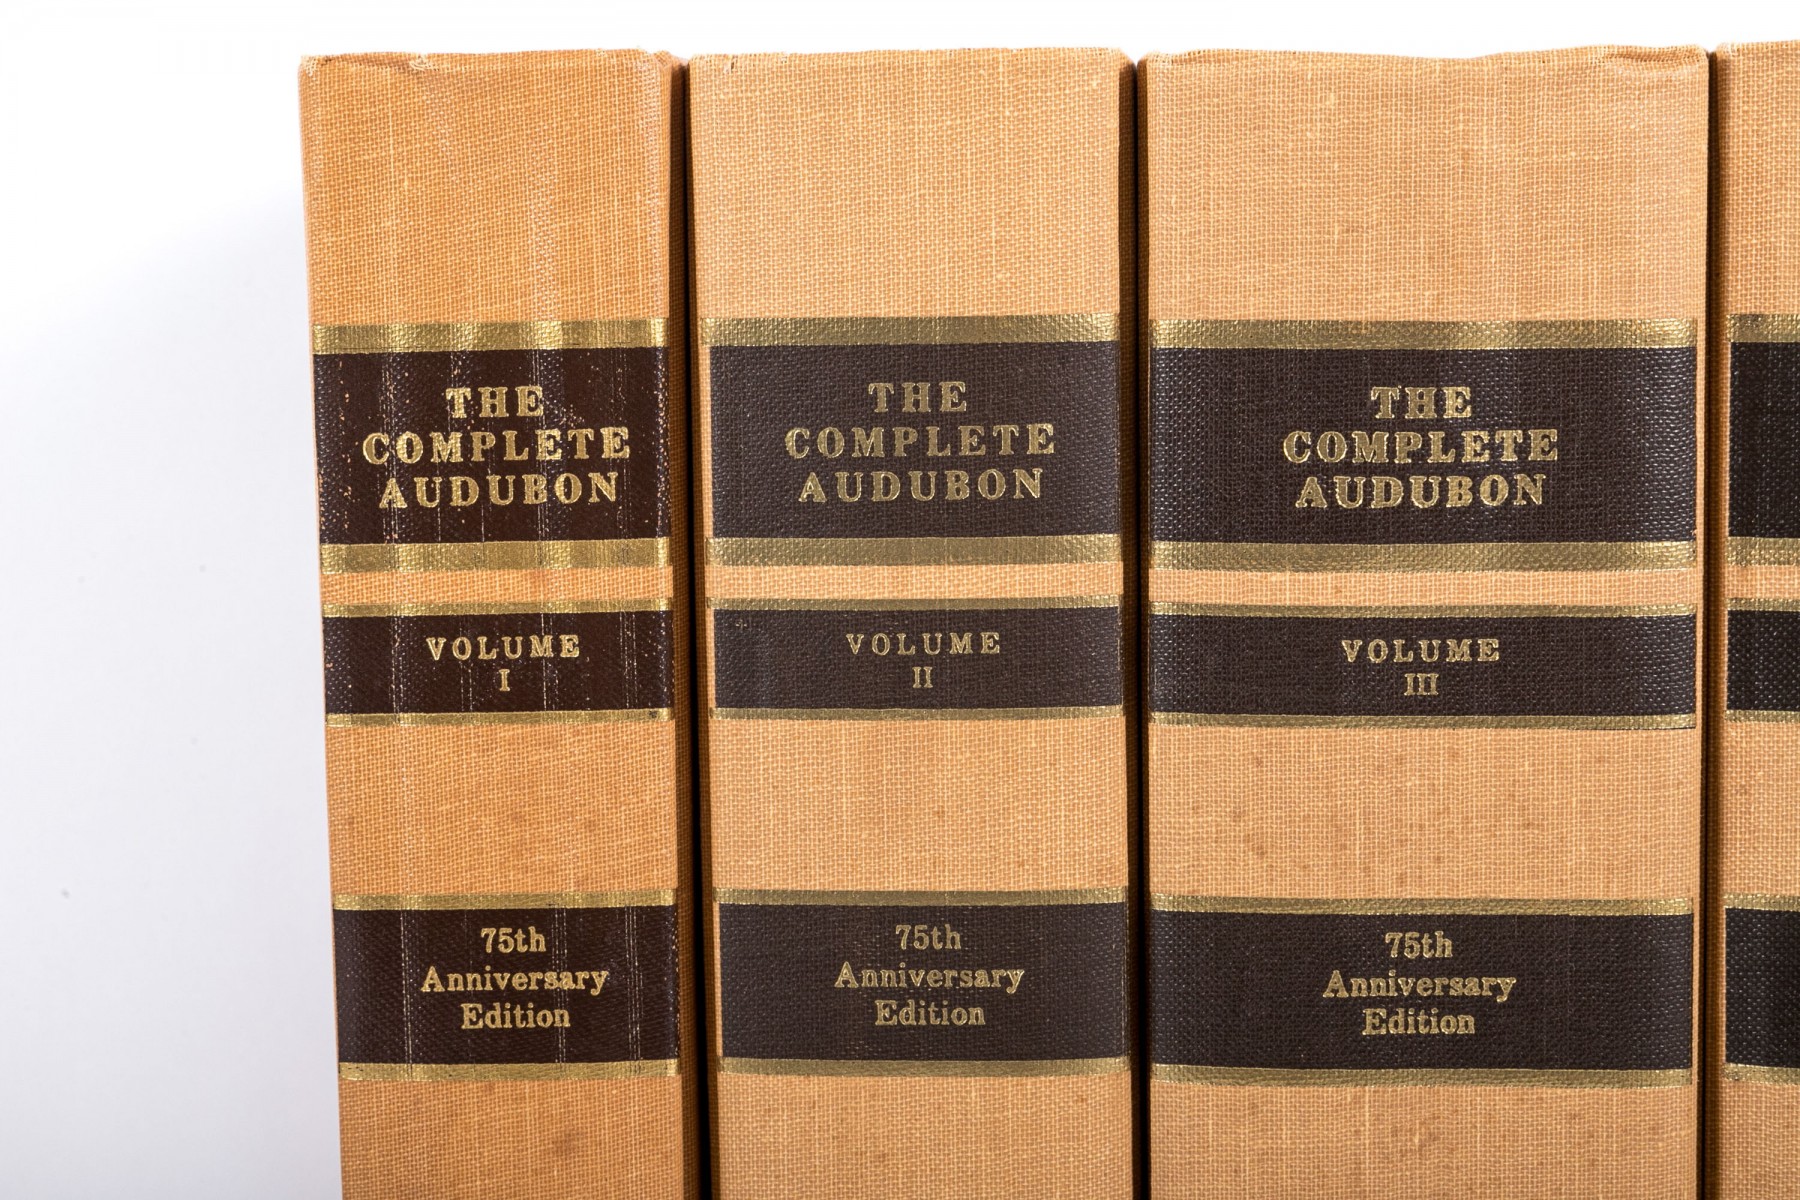 THE
COMPLETE
AUDUBON
VOLUME
I
75th
Anniversary
Edition
THE
COMPLETE
AUDUBON
VOLUME
II
75th
Anniversary
Edition
THE
COMPLETE
AUDUBON
VOLUME
III
75th
Anniversary
Edition